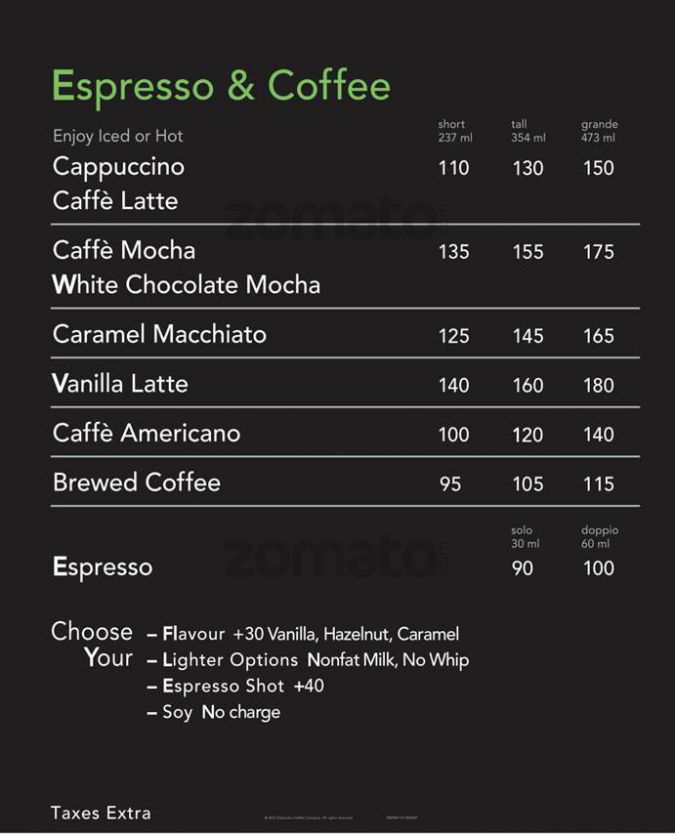 Espresso & Coffee
short tall grande
Enjoy Iced or Hot 237 ml 354 ml 473 ml
Cappuccino 110 130 150
Caffè Latte
zomato.com
Caffè Mocha 135 155 175
White Chocolate Mocha
Caramel Macchiato 125 145 165
Vanilla Latte 140 160 180
Caffè Americano 100 120 140
Brewed Coffee 95 105 115
solo doppio
30 ml 60 ml
Espresso 90 100
zomato.com
Choose – Flavour +30 Vanilla, Hazelnut, Caramel
Your – Lighter Options Nonfat Milk, No Whip
– Espresso Shot +40
– Soy No charge
Taxes Extra